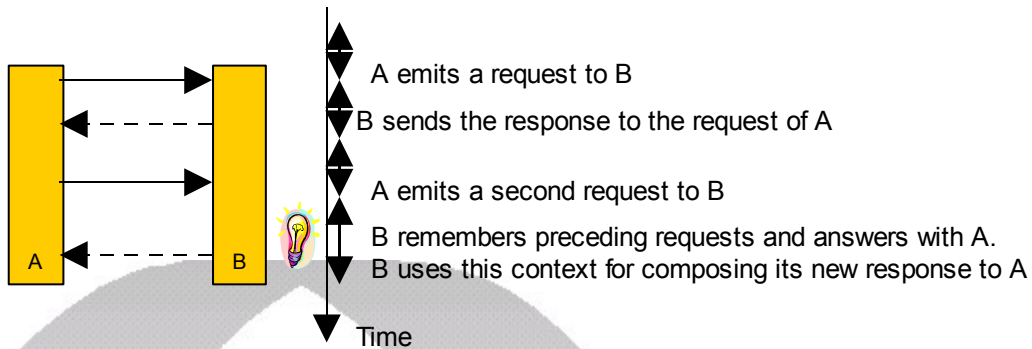 A emits a request to B
B sends the response to the request of A
A emits a second request to B
B remembers preceding requests and answers with A.
A
B
B uses this context for composing its new response to A
Time